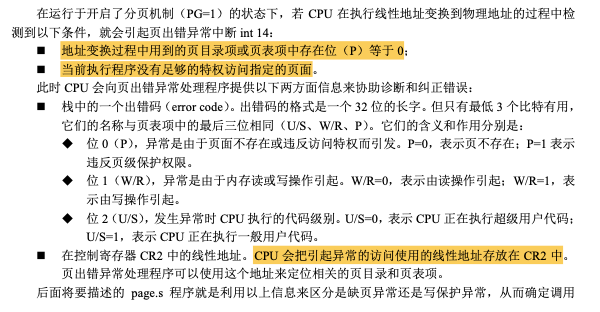 在运行于开启了分页机制（PG=1）的状态下，若 CPU 在执行线性地址变换到物理地址的过程中检
测到以下条件，就会引起页出错异常中断 int 14：
■ 地址变换过程中用到的页目录项或页表项中存在位（P）等于 0；
■ 当前执行程序没有足够的特权访问指定的页面。
此时 CPU 会向页出错异常处理程序提供以下两方面信息来协助诊断和纠正错误：
■ 栈中的一个出错码（error code）。出错码的格式是一个 32 位的长字。但只有最低 3 个比特有用，
它们的名称与页表项中的最后三位相同（U/S、W/R、P）。它们的含义和作用分别是：
◆ 位 0（P），异常是由于页面不存在或违反访问特权而引发。P=0，表示页不存在；P=1 表示
违反页级保护权限。
◆ 位 1（W/R），异常是由于内存读或写操作引起。W/R=0，表示由读操作引起；W/R=1，表
示由写操作引起。
◆ 位 2（U/S），发生异常时 CPU 执行的代码级别。U/S=0，表示 CPU 正在执行超级用户代码；
U/S=1，表示 CPU 正在执行一般用户代码。
■ 在控制寄存器 CR2 中的线性地址。CPU 会把引起异常的访问使用的线性地址存放在 CR2 中。
页出错异常处理程序可以使用这个地址来定位相关的页目录和页表项。
后面将要描述的 page.s 程序就是利用以上信息来区分是缺页异常还是写保护异常，从而确定调用